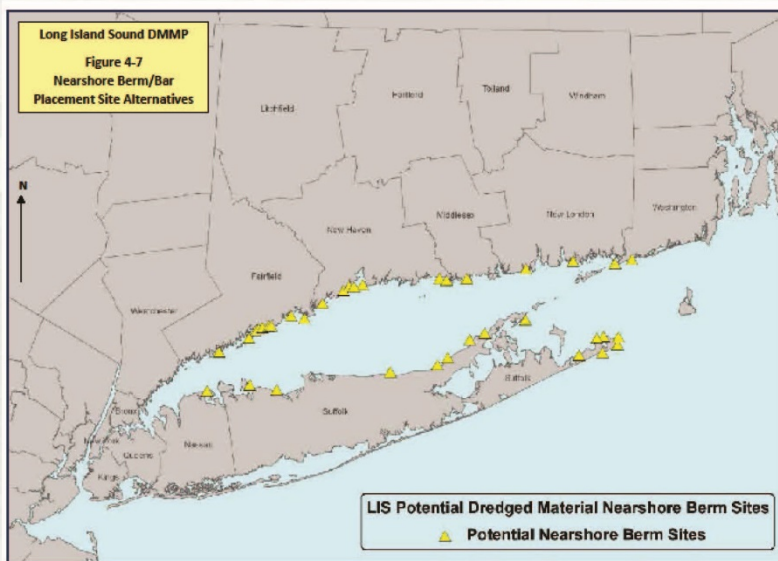 Long Island Sound DMMP
Figure 4-7
Nearshore Berm/Bar
Placement Site Alternatives
Litchfield
Hartford
Tolland
Windham
N
New Haven
Middlesex
New London
Washington
Fairfield
Westchester
Suffolk
Suffolk
Bronx
New York
Nassau
Queens
Kings
LIS Potential Dredged Material Nearshore Berm Sites
Potential Nearshore Berm Sites